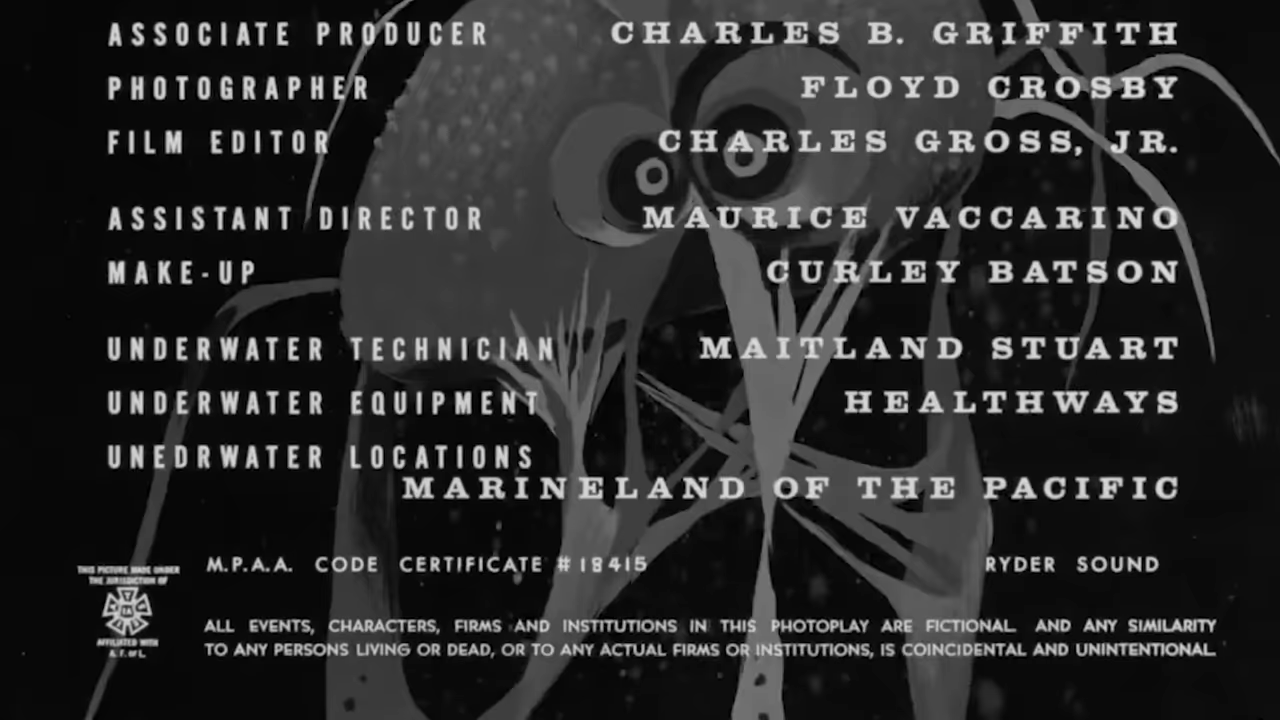 ASSOCIATE PRODUCER CHARLES B. GRIFFITH
PHOTOGRAPHER FLOYD CROSBY
FILM EDITOR CHARLES GROSS, JR.
ASSISTANT DIRECTOR MAURICE VACCARINO
MAKE-UP CURLEY BATSON
UNDERWATER TECHNICIAN MAITLAND STUART
UNDERWATER EQUIPMENT HEALTHWAYS
UNEDRWATER LOCATIONS
MARINELAND OF THE PACIFIC
M.P.A.A. CODE CERTIFICATE #18415 RYDER SOUND
THIS PICTURE MADE UNDER
THE JURISDICTION OF
AFFILIATED WITH
A. F. of L.
ALL EVENTS, CHARACTERS, FIRMS AND INSTITUTIONS IN THIS PHOTOPLAY ARE FICTIONAL. AND ANY SIMILARITY
TO ANY PERSONS LIVING OR DEAD, OR TO ANY ACTUAL FIRMS OR INSTITUTIONS, IS COINCIDENTAL AND UNINTENTIONAL.